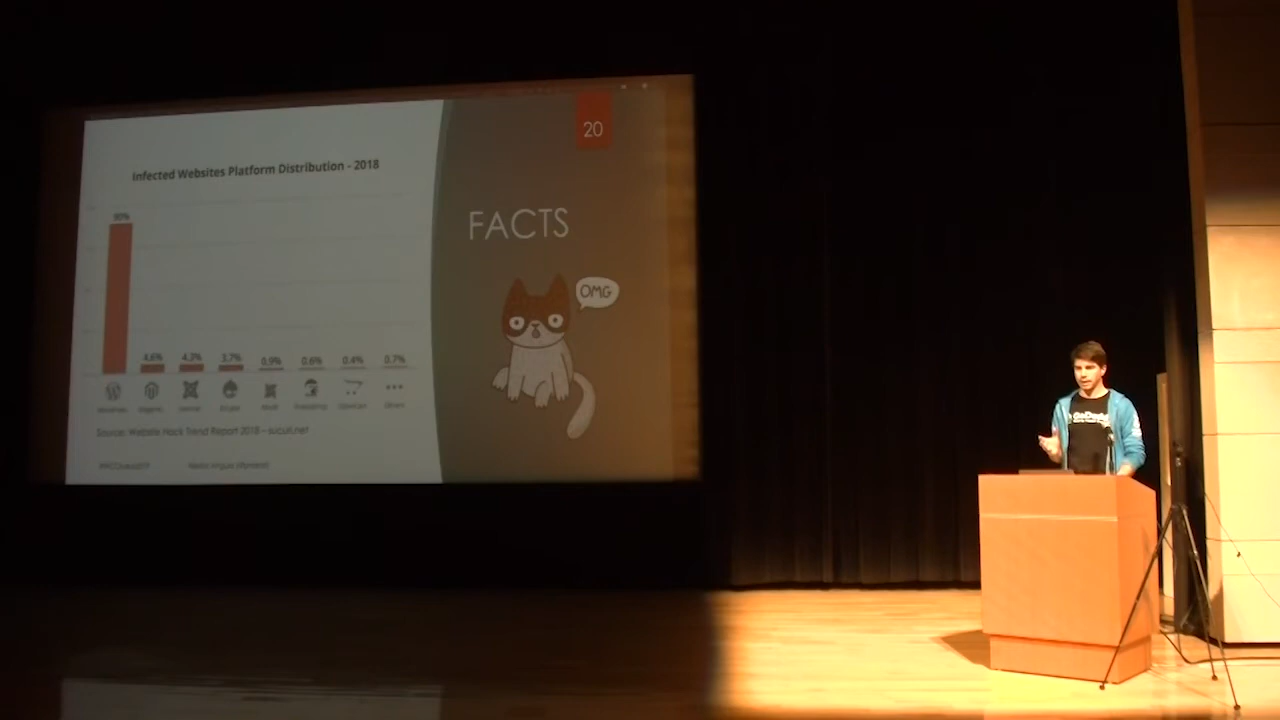 20
Infected Websites Platform Distribution - 2018
FACTS
OMG
90%
4.6% 4.3% 3.7% 0.9% 0.6% 0.4% 0.7%
Others
Source: Website Hack Trend Report 2018 – sucuri.net